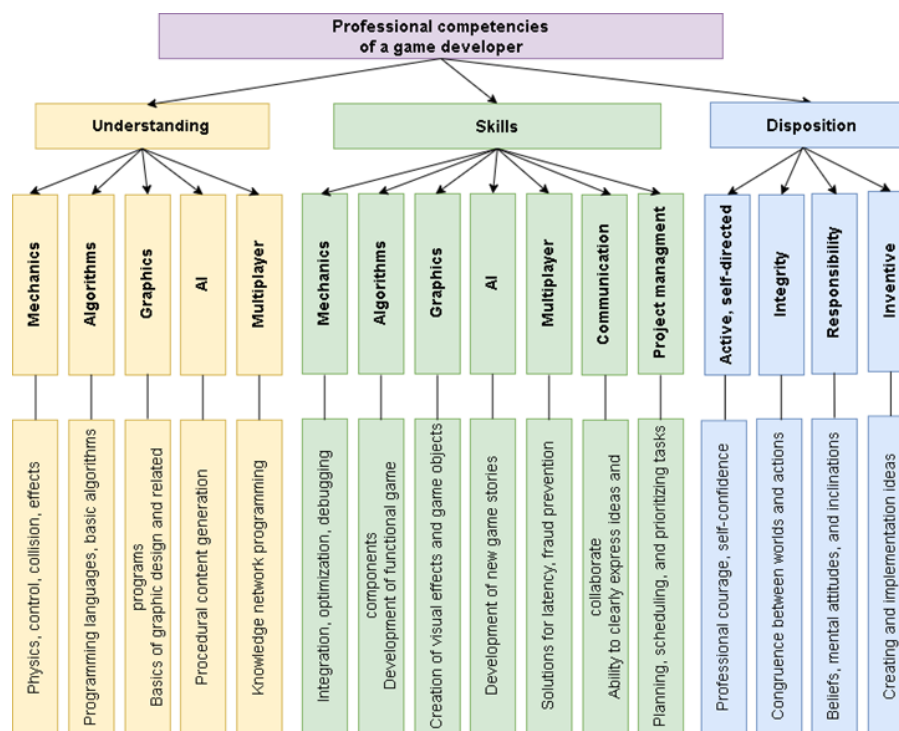 Professional competencies
of a game developer
Understanding
Skills
Disposition
Mechanics
Algorithms
Graphics
AI
Multiplayer
Mechanics
Algorithms
Graphics
AI
Multiplayer
Communication
Project managment
Active, self-directed
Integrity
Responsibility
Inventive
Physics, control, collision, effects
Programming languages, basic algorithms
programs
Basics of graphic design and related
Procedural content generation
Knowledge network programming
Integration, optimization, debugging
components
Development of functional game
Creation of visual effects and game objects
Development of new game stories
Solutions for latency, fraud prevention
collaborate
Ability to clearly express ideas and
Planning, scheduling, and prioritizing tasks
Professional courage, self-confidence
Congruence between worlds and actions
Beliefs, mental attitudes, and inclinations
Creating and implementation ideas